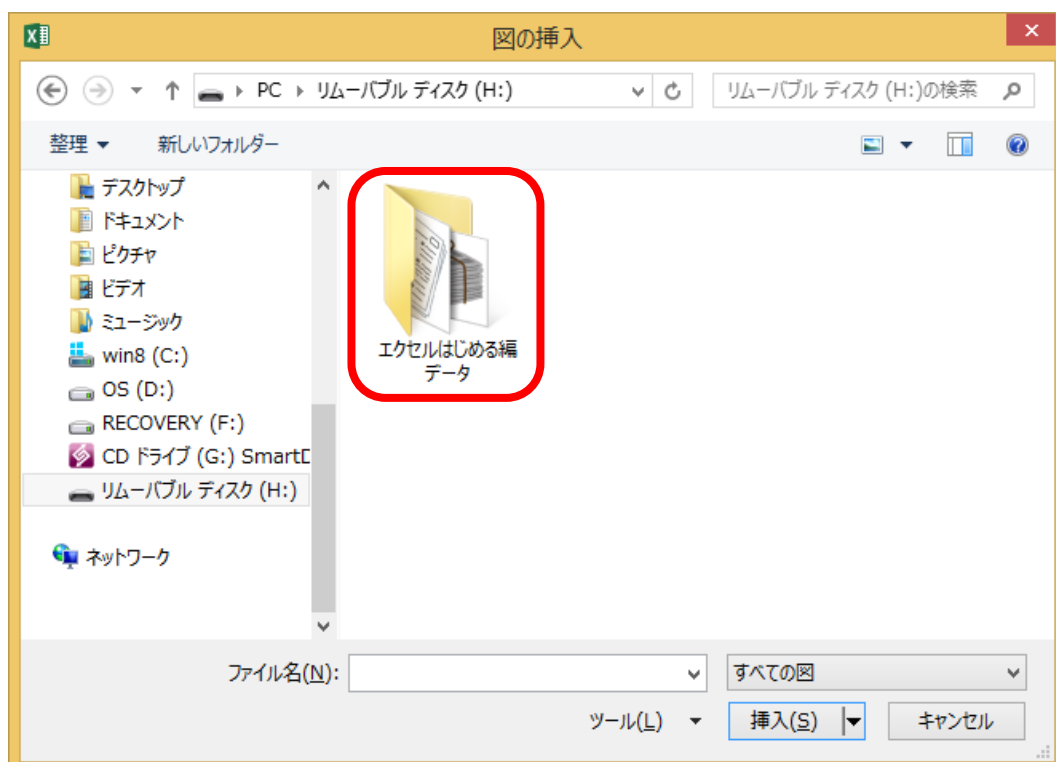 図の挿入
PC リムーバブル ディスク (H:)
リムーバブル ディスク (H:)の検索
整理
新しいフォルダー
デスクトップ
ドキュメント
ピクチャ
ビデオ
ミュージック
win8 (C:)
OS (D:)
RECOVERY (F:)
CD ドライブ (G:) SmartD
リムーバブル ディスク (H:)
ネットワーク
エクセルはじめる編
データ
ファイル名(N):
すべての図
ツール(L)
挿入(S)
キャンセル